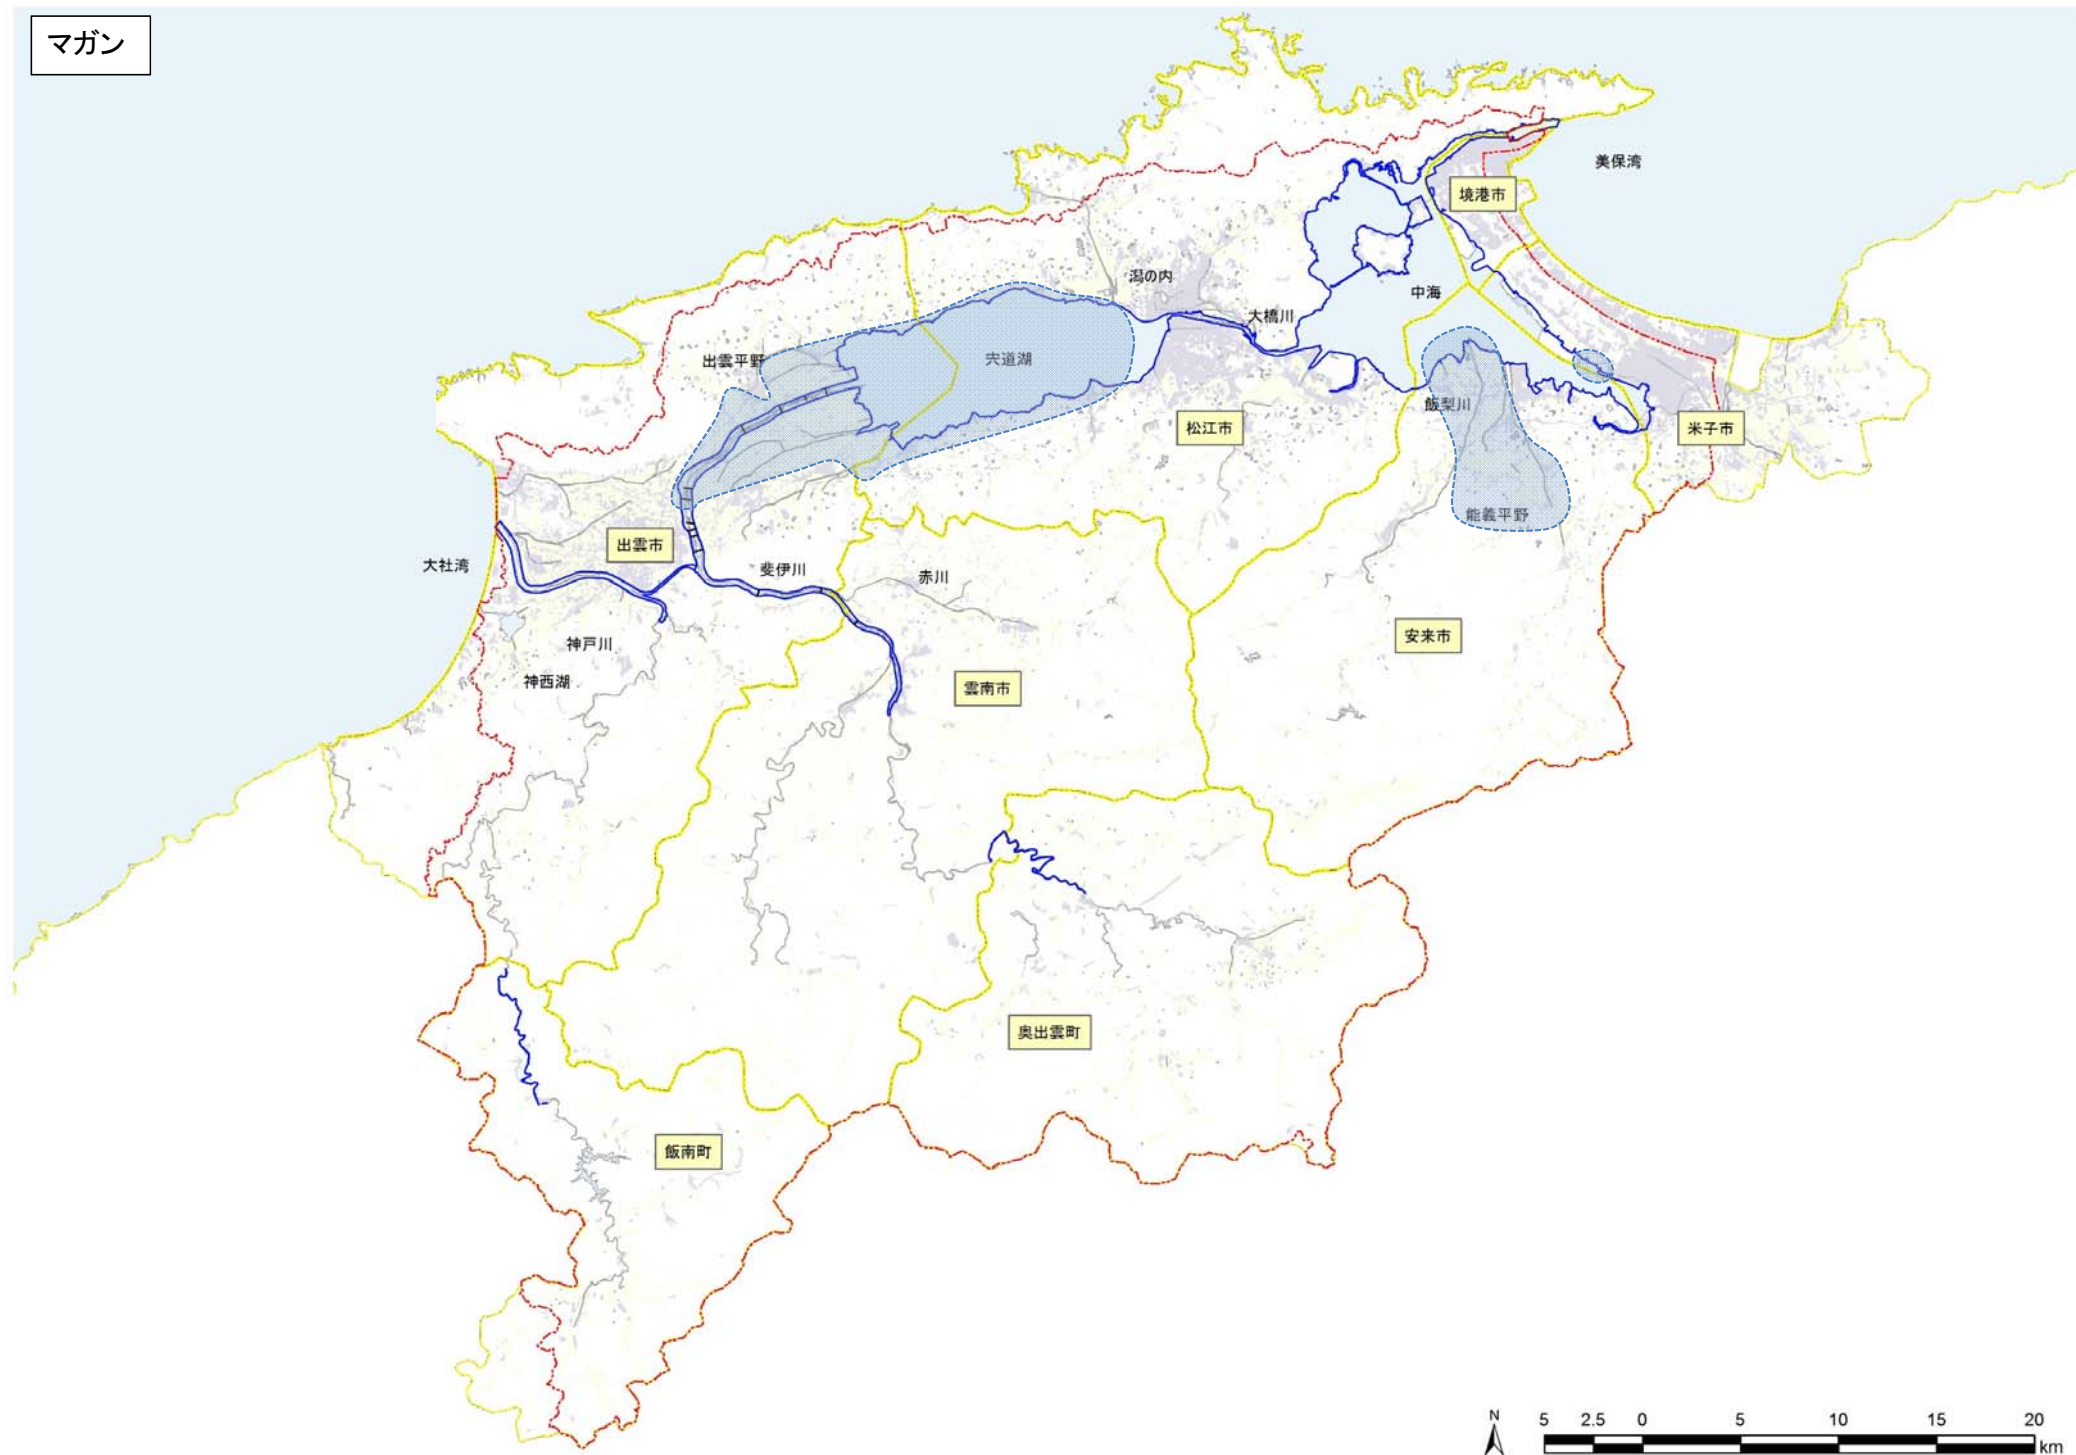 マガン
美保湾
境港市
潟の内
中海
大橋川
出雲平野
宍道湖
飯梨川
松江市
米子市
能義平野
出雲市
大社湾
斐伊川
赤川
神戸川
安来市
神西湖
雲南市
奥出雲町
飯南町
N
5 2.5 0 5 10 15 20
km